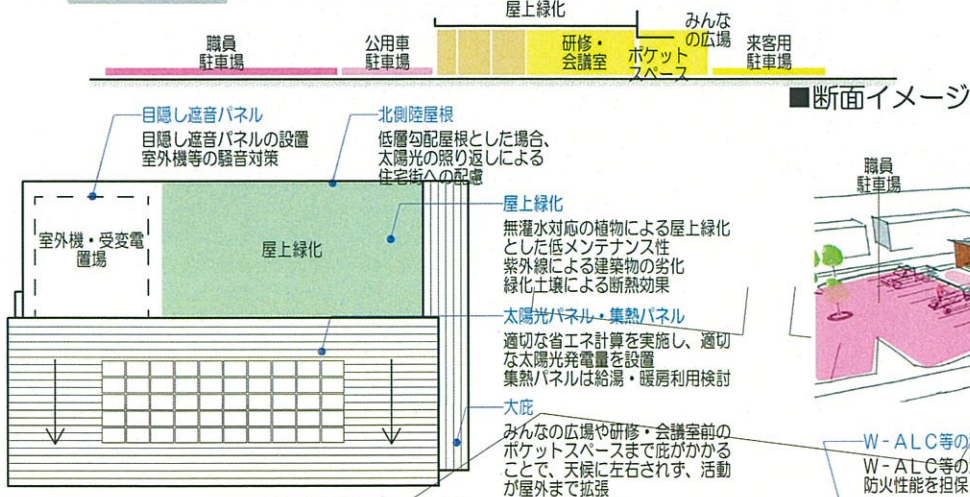 屋上緑化
みんな
の広場
職員
駐車場
公用車
駐車場
研修・
会議室
ポケット
スペース
来客用
駐車場
■断面イメージ
目隠し遮音パネル
目隠し遮音パネルの設置
室外機等の騒音対策
北側陸屋根
低層勾配屋根とした場合、
太陽光の照り返しによる
住宅街への配慮
室外機・受変電
置場
屋上緑化
屋上緑化
無灌水対応の植物による屋上緑化
とした低メンテナンス性
紫外線による建築物の劣化
緑化土壌による断熱効果
太陽光パネル・集熱パネル
適切な省エネ計算を実施し、適切
な太陽光発電量を設置
集熱パネルは給湯・暖房利用検討
大庇
みんなの広場や研修・会議室前の
ポケットスペースまで庇がかかる
ことで、天候に左右されず、活動
が屋外まで拡張
職員
駐車場
W-ALC等の
W-ALC等の
防火性能を担保